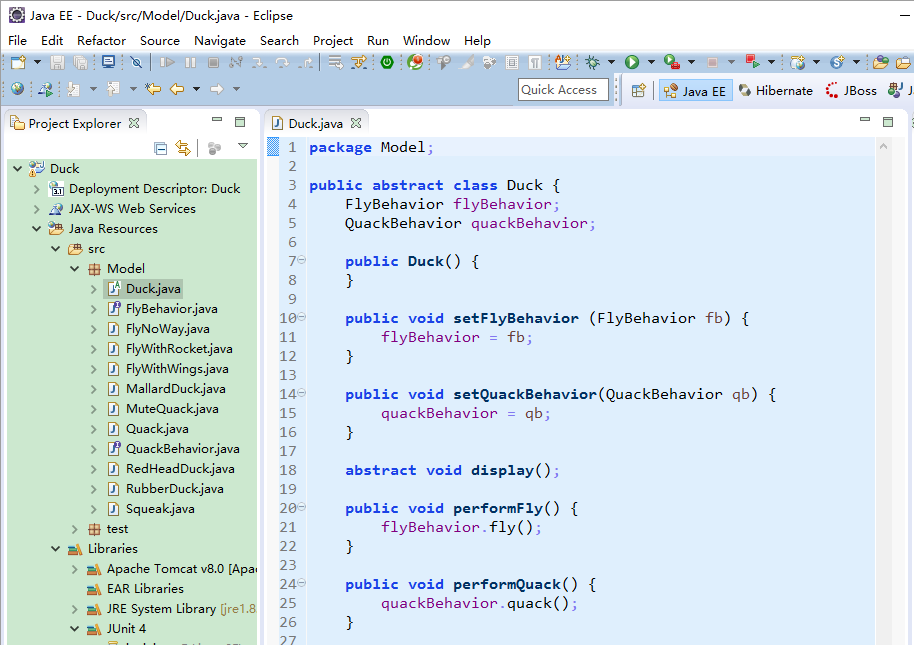 Java EE - Duck/src/Model/Duck.java - Eclipse
File Edit Refactor Source Navigate Search Project Run Window Help
Quick Access Java EE Hibernate JBoss J
Project Explorer
Duck
Deployment Descriptor: Duck
JAX-WS Web Services
Java Resources
src
Model
Duck.java
FlyBehavior.java
FlyNoWay.java
FlyWithRocket.java
FlyWithWings.java
MallardDuck.java
MuteQuack.java
Quack.java
QuackBehavior.java
RedHeadDuck.java
RubberDuck.java
Squeak.java
test
Libraries
Apache Tomcat v8.0 [Apac
EAR Libraries
JRE System Library [jre1.8
JUnit 4
Duck.java
1 package Model;
2
3 public abstract class Duck {
4 FlyBehavior flyBehavior;
5 QuackBehavior quackBehavior;
6
7 public Duck() {
8 }
9
10 public void setFlyBehavior (FlyBehavior fb) {
11 flyBehavior = fb;
12 }
13
14 public void setQuackBehavior(QuackBehavior qb) {
15 quackBehavior = qb;
16 }
17
18 abstract void display();
19
20 public void performFly() {
21 flyBehavior.fly();
22 }
23
24 public void performQuack() {
25 quackBehavior.quack();
26 }
27